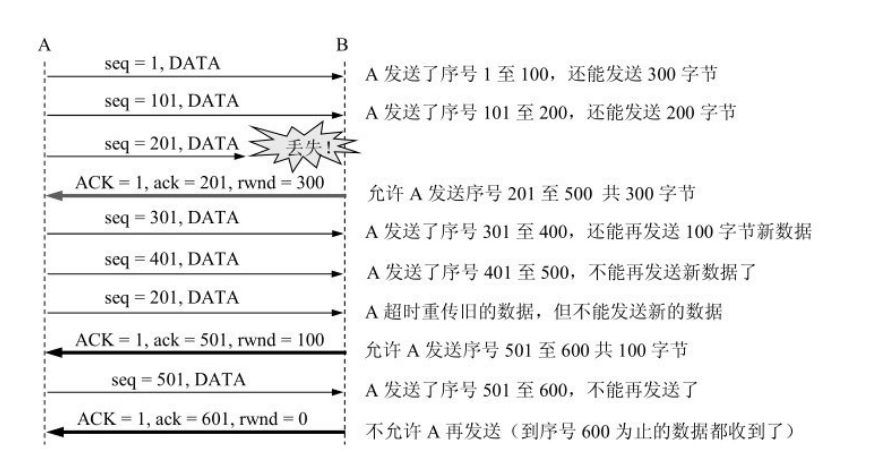 A B
seq = 1, DATA A 发送了序号 1 至 100，还能发送 300 字节
seq = 101, DATA A 发送了序号 101 至 200，还能发送 200 字节
seq = 201, DATA 丢失！
ACK = 1, ack = 201, rwnd = 300 允许 A 发送序号 201 至 500 共 300 字节
seq = 301, DATA A 发送了序号 301 至 400，还能再发送 100 字节新数据
seq = 401, DATA A 发送了序号 401 至 500，不能再发送新数据了
seq = 201, DATA A 超时重传旧的数据，但不能发送新的数据
ACK = 1, ack = 501, rwnd = 100 允许 A 发送序号 501 至 600 共 100 字节
seq = 501, DATA A 发送了序号 501 至 600，不能再发送了
ACK = 1, ack = 601, rwnd = 0 不允许 A 再发送（到序号 600 为止的数据都收到了）